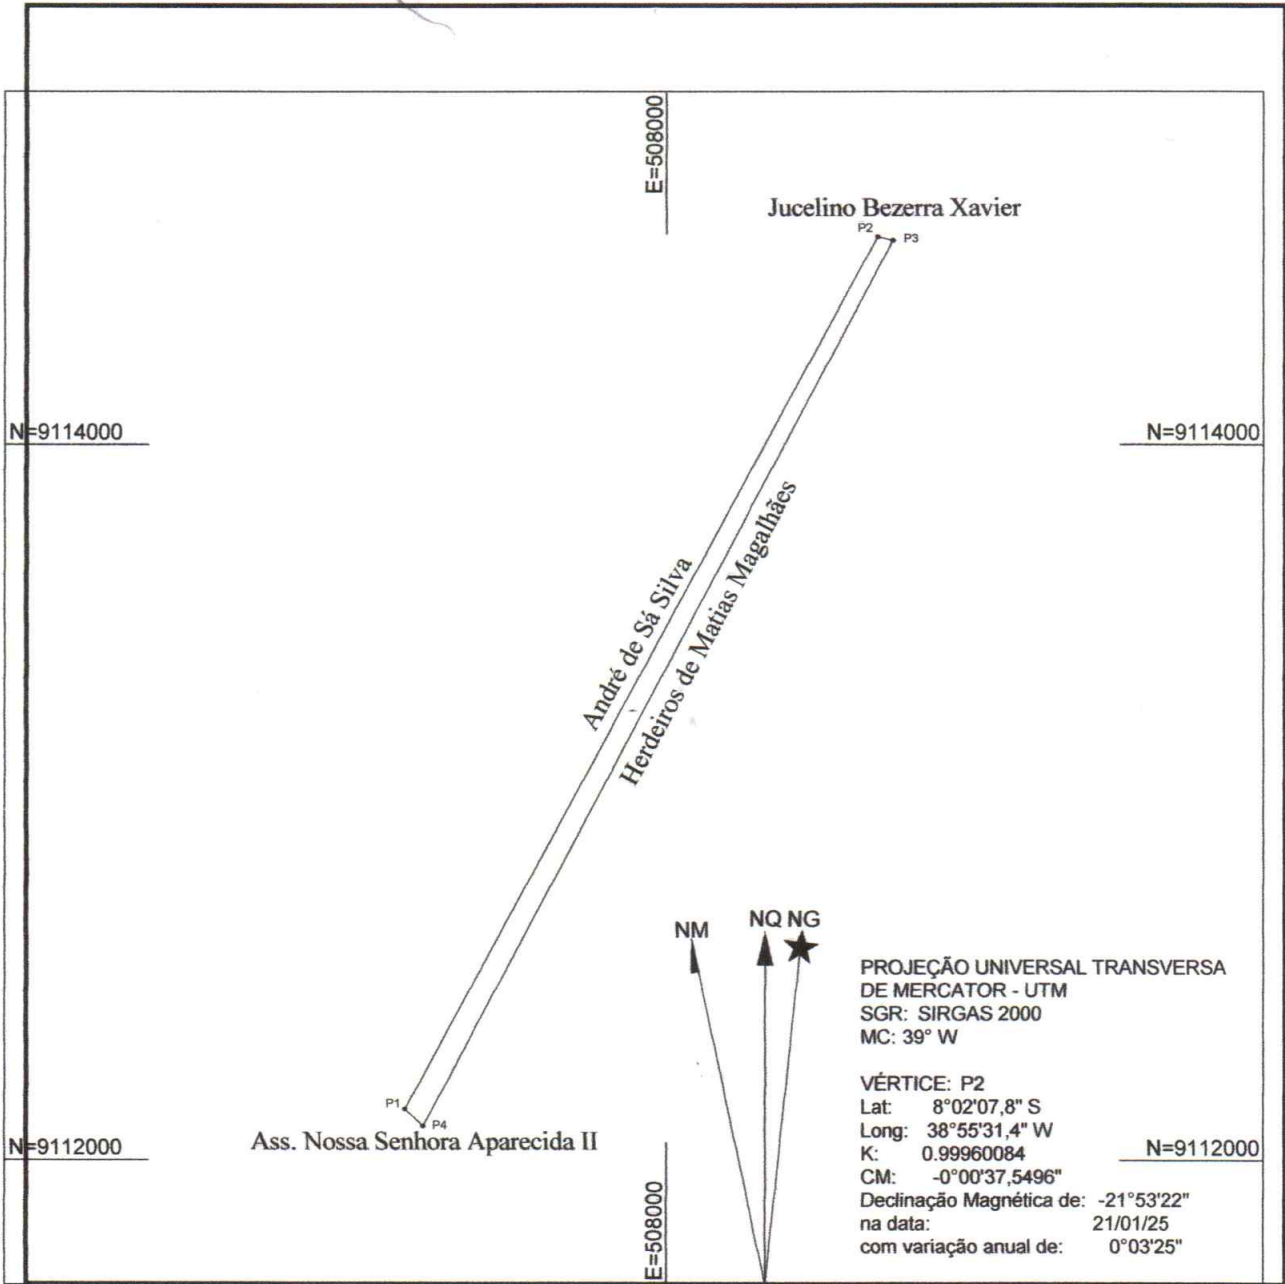 E=508000
Jucelino Bezerra Xavier
P2
P3
N=9114000
N=9114000
André de Sá Silva
Herdeiros de Matias Magalhães
NM
NQ NG
PROJEÇÃO UNIVERSAL TRANSVERSA
DE MERCATOR - UTM
SGR: SIRGAS 2000
MC: 39° W
VÉRTICE: P2
Lat: 8°02'07,8" S
Long: 38°55'31,4" W
K: 0.99960084
CM: -0°00'37,5496"
Declinação Magnética de: -21°53'22"
na data: 21/01/25
com variação anual de: 0°03'25"
P1
P4
Ass. Nossa Senhora Aparecida II
N=9112000
N=9112000
E=508000